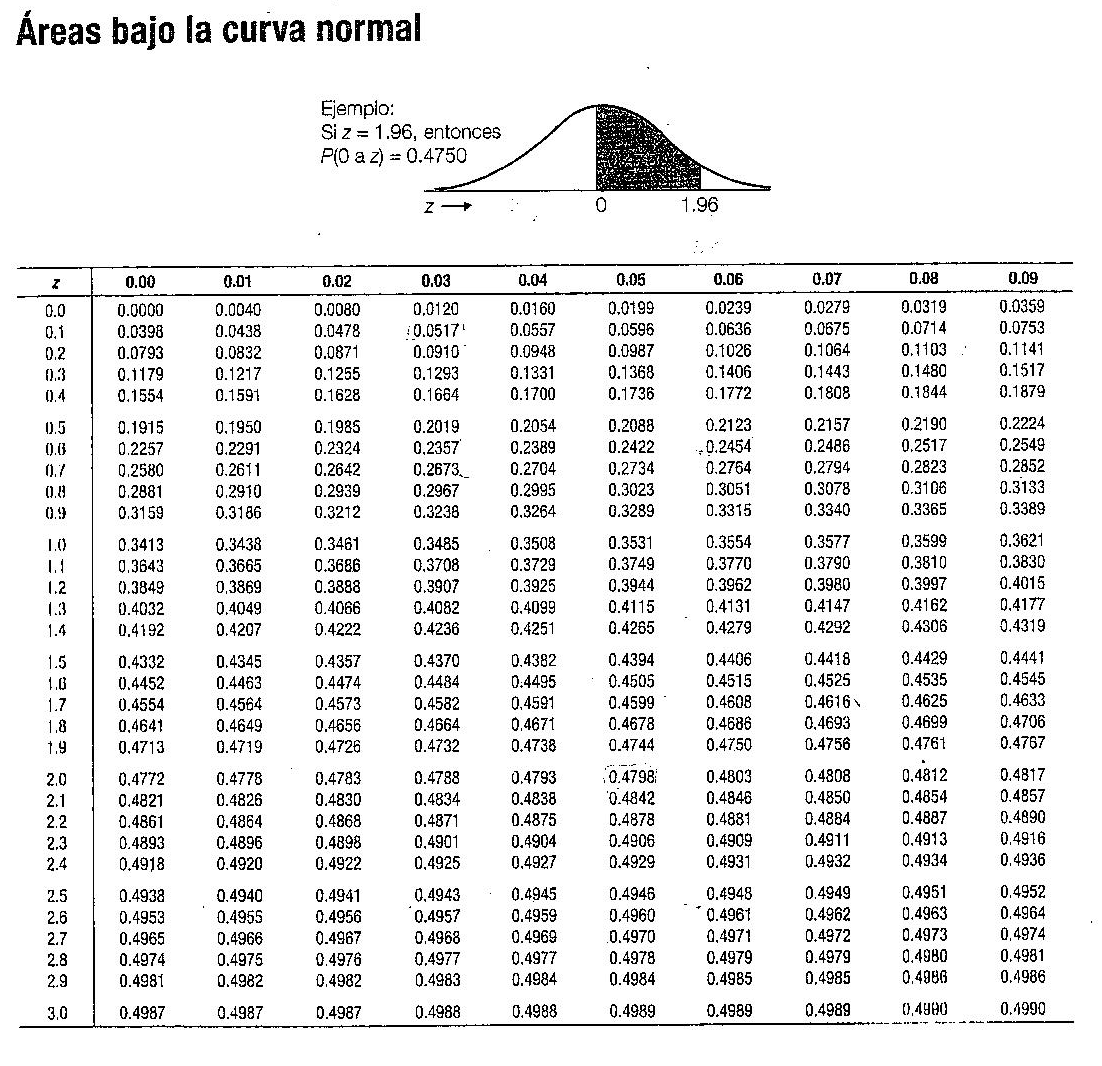 Áreas bajo la curva normal
Ejemplo:
Si z = 1.96, entonces
P(0 a z) = 0.4750
z → 0 1.96
z 0.00 0.01 0.02 0.03 0.04 0.05 0.06 0.07 0.08 0.09
0.0 0.0000 0.0040 0.0080 0.0120 0.0160 0.0199 0.0239 0.0279 0.0319 0.0359
0.1 0.0398 0.0438 0.0478 0.0517 0.0557 0.0596 0.0636 0.0675 0.0714 0.0753
0.2 0.0793 0.0832 0.0871 0.0910 0.0948 0.0987 0.1026 0.1064 0.1103 0.1141
0.3 0.1179 0.1217 0.1255 0.1293 0.1331 0.1368 0.1406 0.1443 0.1480 0.1517
0.4 0.1554 0.1591 0.1628 0.1664 0.1700 0.1736 0.1772 0.1808 0.1844 0.1879
0.5 0.1915 0.1950 0.1985 0.2019 0.2054 0.2088 0.2123 0.2157 0.2190 0.2224
0.6 0.2257 0.2291 0.2324 0.2357 0.2389 0.2422 0.2454 0.2486 0.2517 0.2549
0.7 0.2580 0.2611 0.2642 0.2673 0.2704 0.2734 0.2764 0.2794 0.2823 0.2852
0.8 0.2881 0.2910 0.2939 0.2967 0.2995 0.3023 0.3051 0.3078 0.3106 0.3133
0.9 0.3159 0.3186 0.3212 0.3238 0.3264 0.3289 0.3315 0.3340 0.3365 0.3389
1.0 0.3413 0.3438 0.3461 0.3485 0.3508 0.3531 0.3554 0.3577 0.3599 0.3621
1.1 0.3643 0.3665 0.3686 0.3708 0.3729 0.3749 0.3770 0.3790 0.3810 0.3830
1.2 0.3849 0.3869 0.3888 0.3907 0.3925 0.3944 0.3962 0.3980 0.3997 0.4015
1.3 0.4032 0.4049 0.4066 0.4082 0.4099 0.4115 0.4131 0.4147 0.4162 0.4177
1.4 0.4192 0.4207 0.4222 0.4236 0.4251 0.4265 0.4279 0.4292 0.4306 0.4319
1.5 0.4332 0.4345 0.4357 0.4370 0.4382 0.4394 0.4406 0.4418 0.4429 0.4441
1.6 0.4452 0.4463 0.4474 0.4484 0.4495 0.4505 0.4515 0.4525 0.4535 0.4545
1.7 0.4554 0.4564 0.4573 0.4582 0.4591 0.4599 0.4608 0.4616 0.4625 0.4633
1.8 0.4641 0.4649 0.4656 0.4664 0.4671 0.4678 0.4686 0.4693 0.4699 0.4706
1.9 0.4713 0.4719 0.4726 0.4732 0.4738 0.4744 0.4750 0.4756 0.4761 0.4767
2.0 0.4772 0.4778 0.4783 0.4788 0.4793 0.4798 0.4803 0.4808 0.4812 0.4817
2.1 0.4821 0.4826 0.4830 0.4834 0.4838 0.4842 0.4846 0.4850 0.4854 0.4857
2.2 0.4861 0.4864 0.4868 0.4871 0.4875 0.4878 0.4881 0.4884 0.4887 0.4890
2.3 0.4893 0.4896 0.4898 0.4901 0.4904 0.4906 0.4909 0.4911 0.4913 0.4916
2.4 0.4918 0.4920 0.4922 0.4925 0.4927 0.4929 0.4931 0.4932 0.4934 0.4936
2.5 0.4938 0.4940 0.4941 0.4943 0.4945 0.4946 0.4948 0.4949 0.4951 0.4952
2.6 0.4953 0.4955 0.4956 0.4957 0.4959 0.4960 0.4961 0.4962 0.4963 0.4964
2.7 0.4965 0.4966 0.4967 0.4968 0.4969 0.4970 0.4971 0.4972 0.4973 0.4974
2.8 0.4974 0.4975 0.4976 0.4977 0.4977 0.4978 0.4979 0.4979 0.4980 0.4981
2.9 0.4981 0.4982 0.4982 0.4983 0.4984 0.4984 0.4985 0.4985 0.4986 0.4986
3.0 0.4987 0.4987 0.4987 0.4988 0.4988 0.4989 0.4989 0.4989 0.4990 0.4990